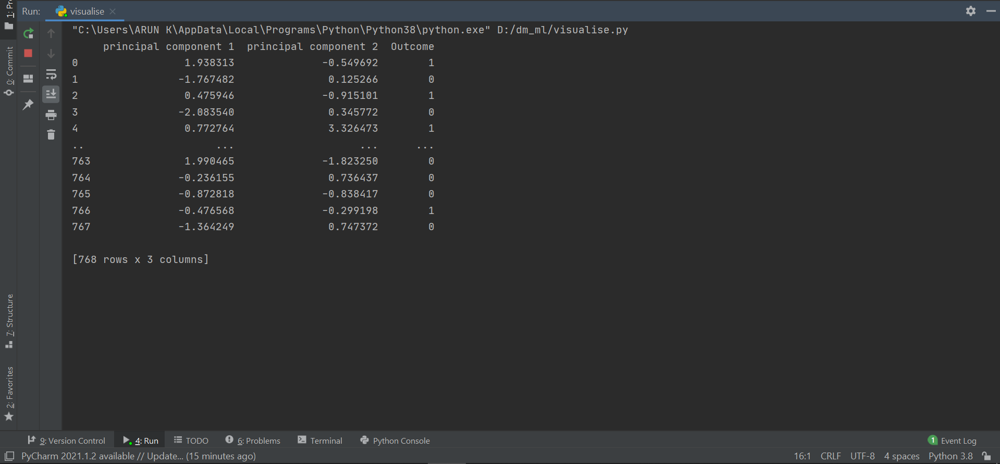 Run: visualise
"C:\Users\ARUN K\AppData\Local\Programs\Python\Python38\python.exe" D:/dm_ml/visualise.py
principal component 1  principal component 2  Outcome
0 1.938313 -0.549692 1
1 -1.767482 0.125266 0
2 0.475946 -0.915101 1
3 -2.083540 0.345772 0
4 0.772764 3.326473 1
.. ... ... ...
763 1.990465 -1.823250 0
764 -0.236155 0.736437 0
765 -0.872818 -0.838417 0
766 -0.476568 -0.299198 1
767 -1.364249 0.747372 0
[768 rows x 3 columns]
0: Commit
7: Structure
2: Favorites
9: Version Control 4: Run TODO 6: Problems Terminal Python Console 1 Event Log
PyCharm 2021.1.2 available // Update... (15 minutes ago) 16:1 CRLF UTF-8 4 spaces Python 3.8